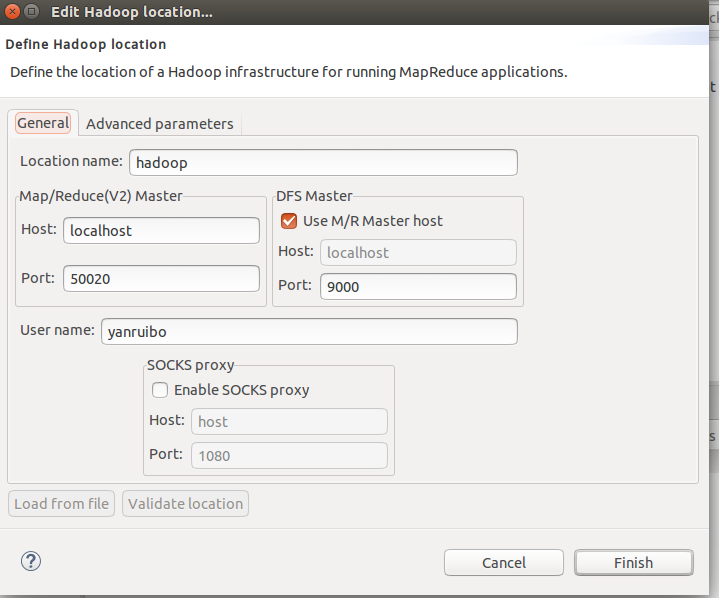 Edit Hadoop location...
Define Hadoop location
Define the location of a Hadoop infrastructure for running MapReduce applications.
General Advanced parameters
Location name: hadoop
Map/Reduce(V2) Master
Host: localhost
Port: 50020
DFS Master
Use M/R Master host
Host: localhost
Port: 9000
User name: yanruibo
SOCKS proxy
Enable SOCKS proxy
Host: host
Port: 1080
Load from file Validate location
? Cancel Finish